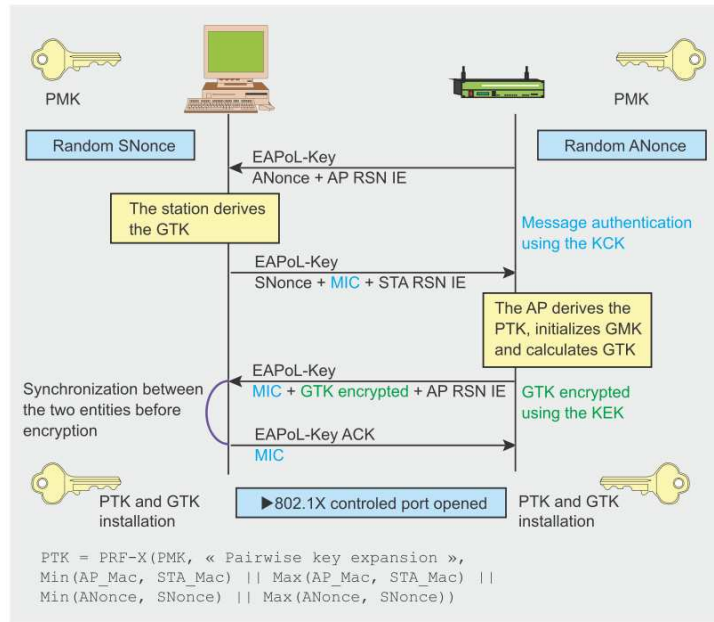 PMK
PMK
Random SNonce
Random ANonce
EAPoL-Key
ANonce + AP RSN IE
The station derives
the GTK
Message authentication
using the KCK
EAPoL-Key
SNonce + MIC + STA RSN IE
The AP derives the
PTK, initializes GMK
and calculates GTK
EAPoL-Key
MIC + GTK encrypted + AP RSN IE
Synchronization between
the two entities before
encryption
GTK encrypted
using the KEK
EAPoL-Key ACK
MIC
PTK and GTK
installation
▶802.1X controled port opened
PTK and GTK
installation
PTK = PRF-X(PMK, « Pairwise key expansion »,
Min(AP_Mac, STA_Mac) || Max(AP_Mac, STA_Mac) ||
Min(ANonce, SNonce) || Max(ANonce, SNonce))